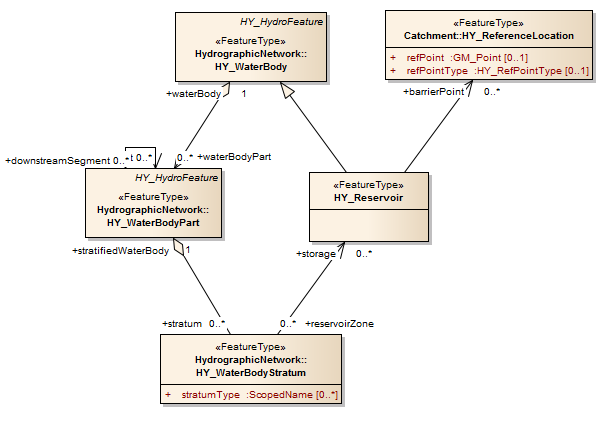 HY_HydroFeature
«FeatureType»
HydrographicNetwork::
HY_WaterBody
«FeatureType»
Catchment::HY_ReferenceLocation
+ refPoint :GM_Point [0..1]
+ refPointType :HY_RefPointType [0..1]
+waterBody 1
+barrierPoint 0..*
+downstreamSegment 0..*
0..*
0..* +waterBodyPart
HY_HydroFeature
«FeatureType»
HydrographicNetwork::
HY_WaterBodyPart
«FeatureType»
HY_Reservoir
+stratifiedWaterBody 1
+storage 0..*
+stratum 0..*
0..* +reservoirZone
«FeatureType»
HydrographicNetwork::
HY_WaterBodyStratum
+ stratumType :ScopedName [0..*]